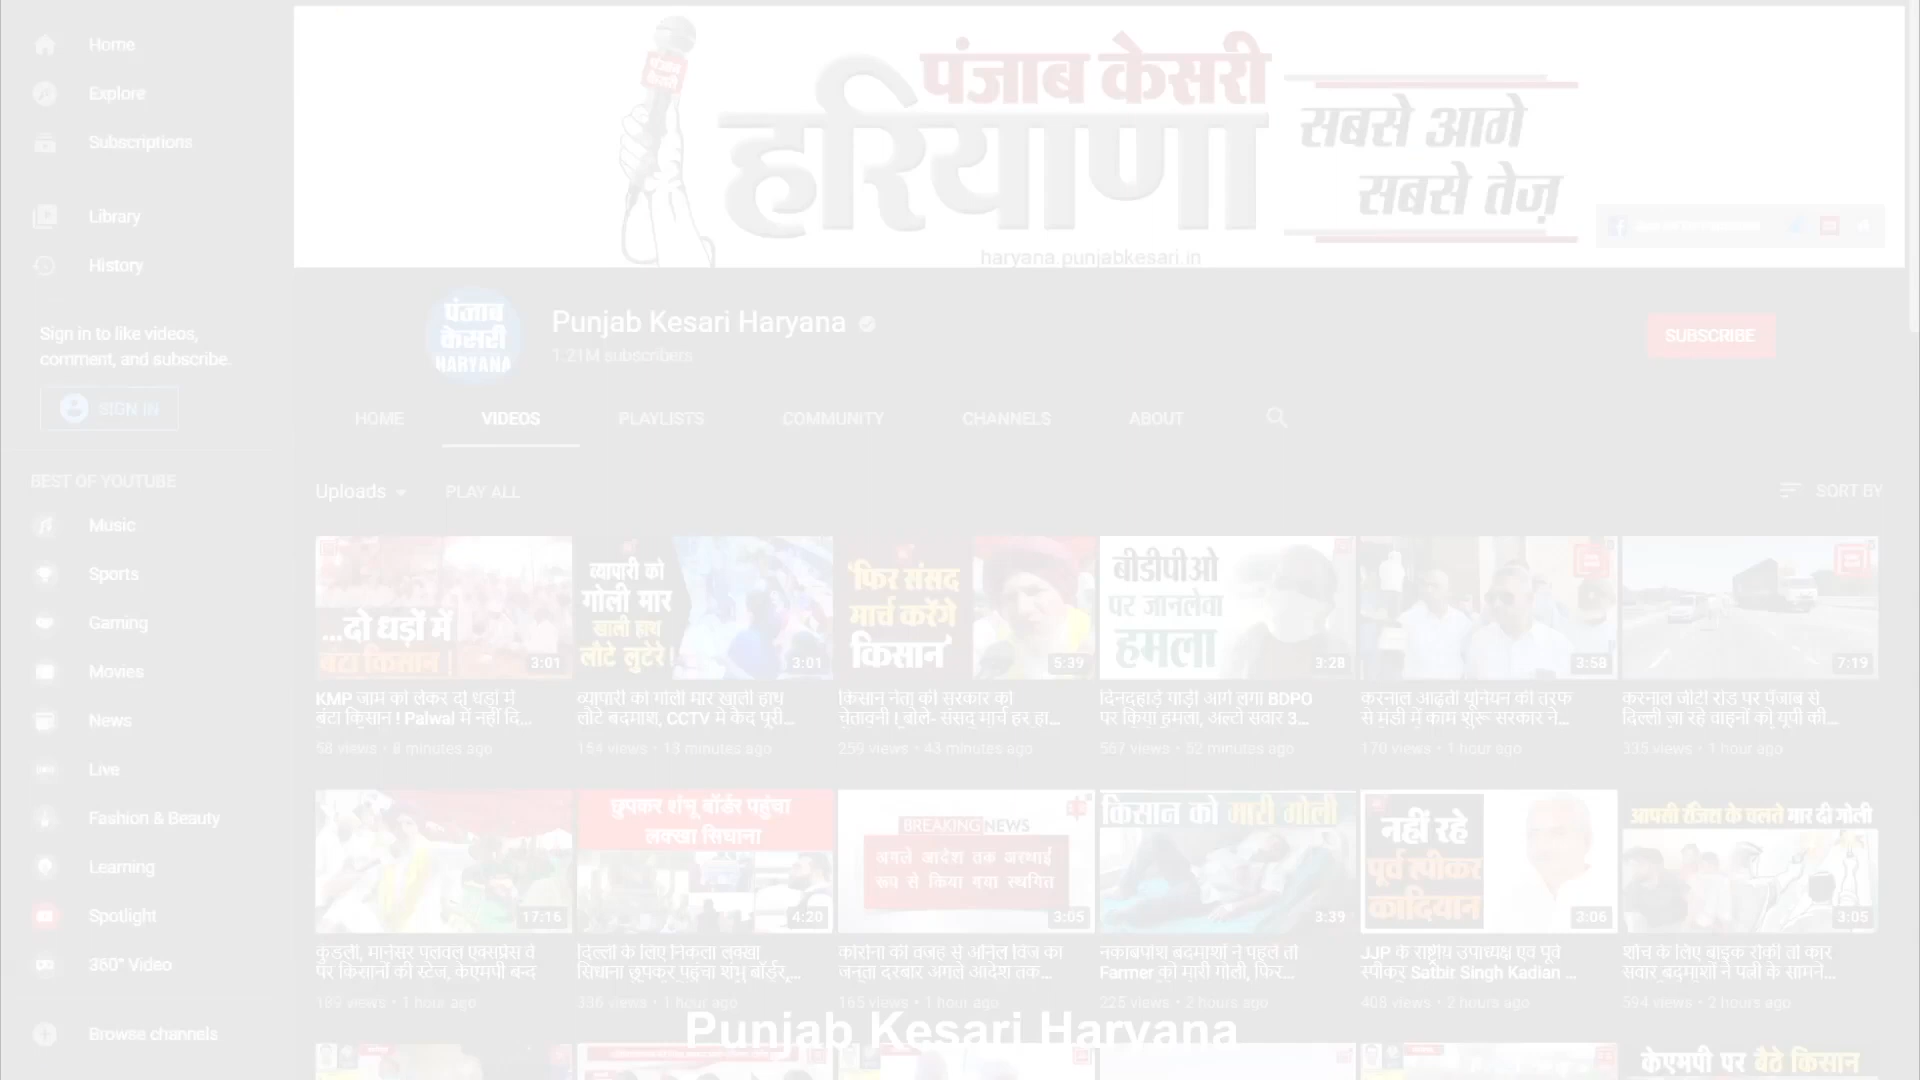 Home
Explore
Subscriptions
Library
History
Sign in to like videos,
comment, and subscribe.
SIGN IN
BEST OF YOUTUBE
Music
Sports
Gaming
Movies
News
Live
Fashion & Beauty
Learning
Spotlight
360° Video
Browse channels
पंजाब केसरी
हरियाणा
सबसे आगे
सबसे तेज़
haryana.punjabkesari.in
पंजाब
केसरी
HARYANA
Punjab Kesari Haryana
1.21M subscribers
SUBSCRIBE
HOME VIDEOS PLAYLISTS COMMUNITY CHANNELS ABOUT
Uploads PLAY ALL SORT BY
...दो धड़ों में
बंटा किसान !
3:01
व्यापारी को
गोली मार
खाली हाथ
लौटे लुटेरे !
3:01
'फिर संसद
मार्च करेंगे
किसान'
5:39
बीडीपीओ
पर जानलेवा
हमला
3:28
3:58
7:19
KMP जाम को लेकर दो धड़ों में
बंटा किसान ! Palwal में नहीं दि...
58 views • 8 minutes ago
व्यापारी को गोली मार खाली हाथ
लौटे बदमाश, CCTV में कैद पूरी...
154 views • 13 minutes ago
किसान नेता की सरकार को
चेतावनी ! बोले- संसद मार्च हर हा...
259 views • 43 minutes ago
दिनदहाड़े गाड़ी आगे लगा BDPO
पर किया हमला, अल्टो सवार 3...
567 views • 52 minutes ago
करनाल आढ़ती यूनियन की तरफ
से मंडी में काम शुरू सरकार ने...
170 views • 1 hour ago
करनाल जीटी रोड पर पंजाब से
दिल्ली जा रहे वाहनों को यूपी की...
335 views • 1 hour ago
17:16
छुपकर शंभू बॉर्डर पहुंचा
लक्खा सिधाना
4:20
BREAKING NEWS
अगले आदेश तक अस्थाई
रूप से किया गया स्थगित
3:05
किसान को मारी गोली
3:39
नहीं रहे
पूर्व स्पीकर
कादियान
3:06
आपसी रंजिश के चलते मार दी गोली
3:05
कुंडली, मानेसर पलवल एक्सप्रेस वे
पर किसानों की स्टेज, केएमपी बन्द
189 views • 1 hour ago
दिल्ली के लिए निकला लक्खा
सिधाना छुपकर पहुंचा शंभू बॉर्डर,...
336 views • 1 hour ago
कोरोना की वजह से अनिल विज का
जनता दरबार अगले आदेश तक...
165 views • 1 hour ago
नकाबपोश बदमाशों ने पहले तो
Farmer को मारी गोली, फिर...
225 views • 2 hours ago
JJP के राष्ट्रीय उपाध्यक्ष एवं पूर्व
स्पीकर Satbir Singh Kadian ...
408 views • 2 hours ago
शौच के लिए बाइक रोकी तो कार
सवार बदमाशों ने पत्नी के सामने...
594 views • 2 hours ago
Punjab Kesari Haryana
केएमपी पर बैठे किसान